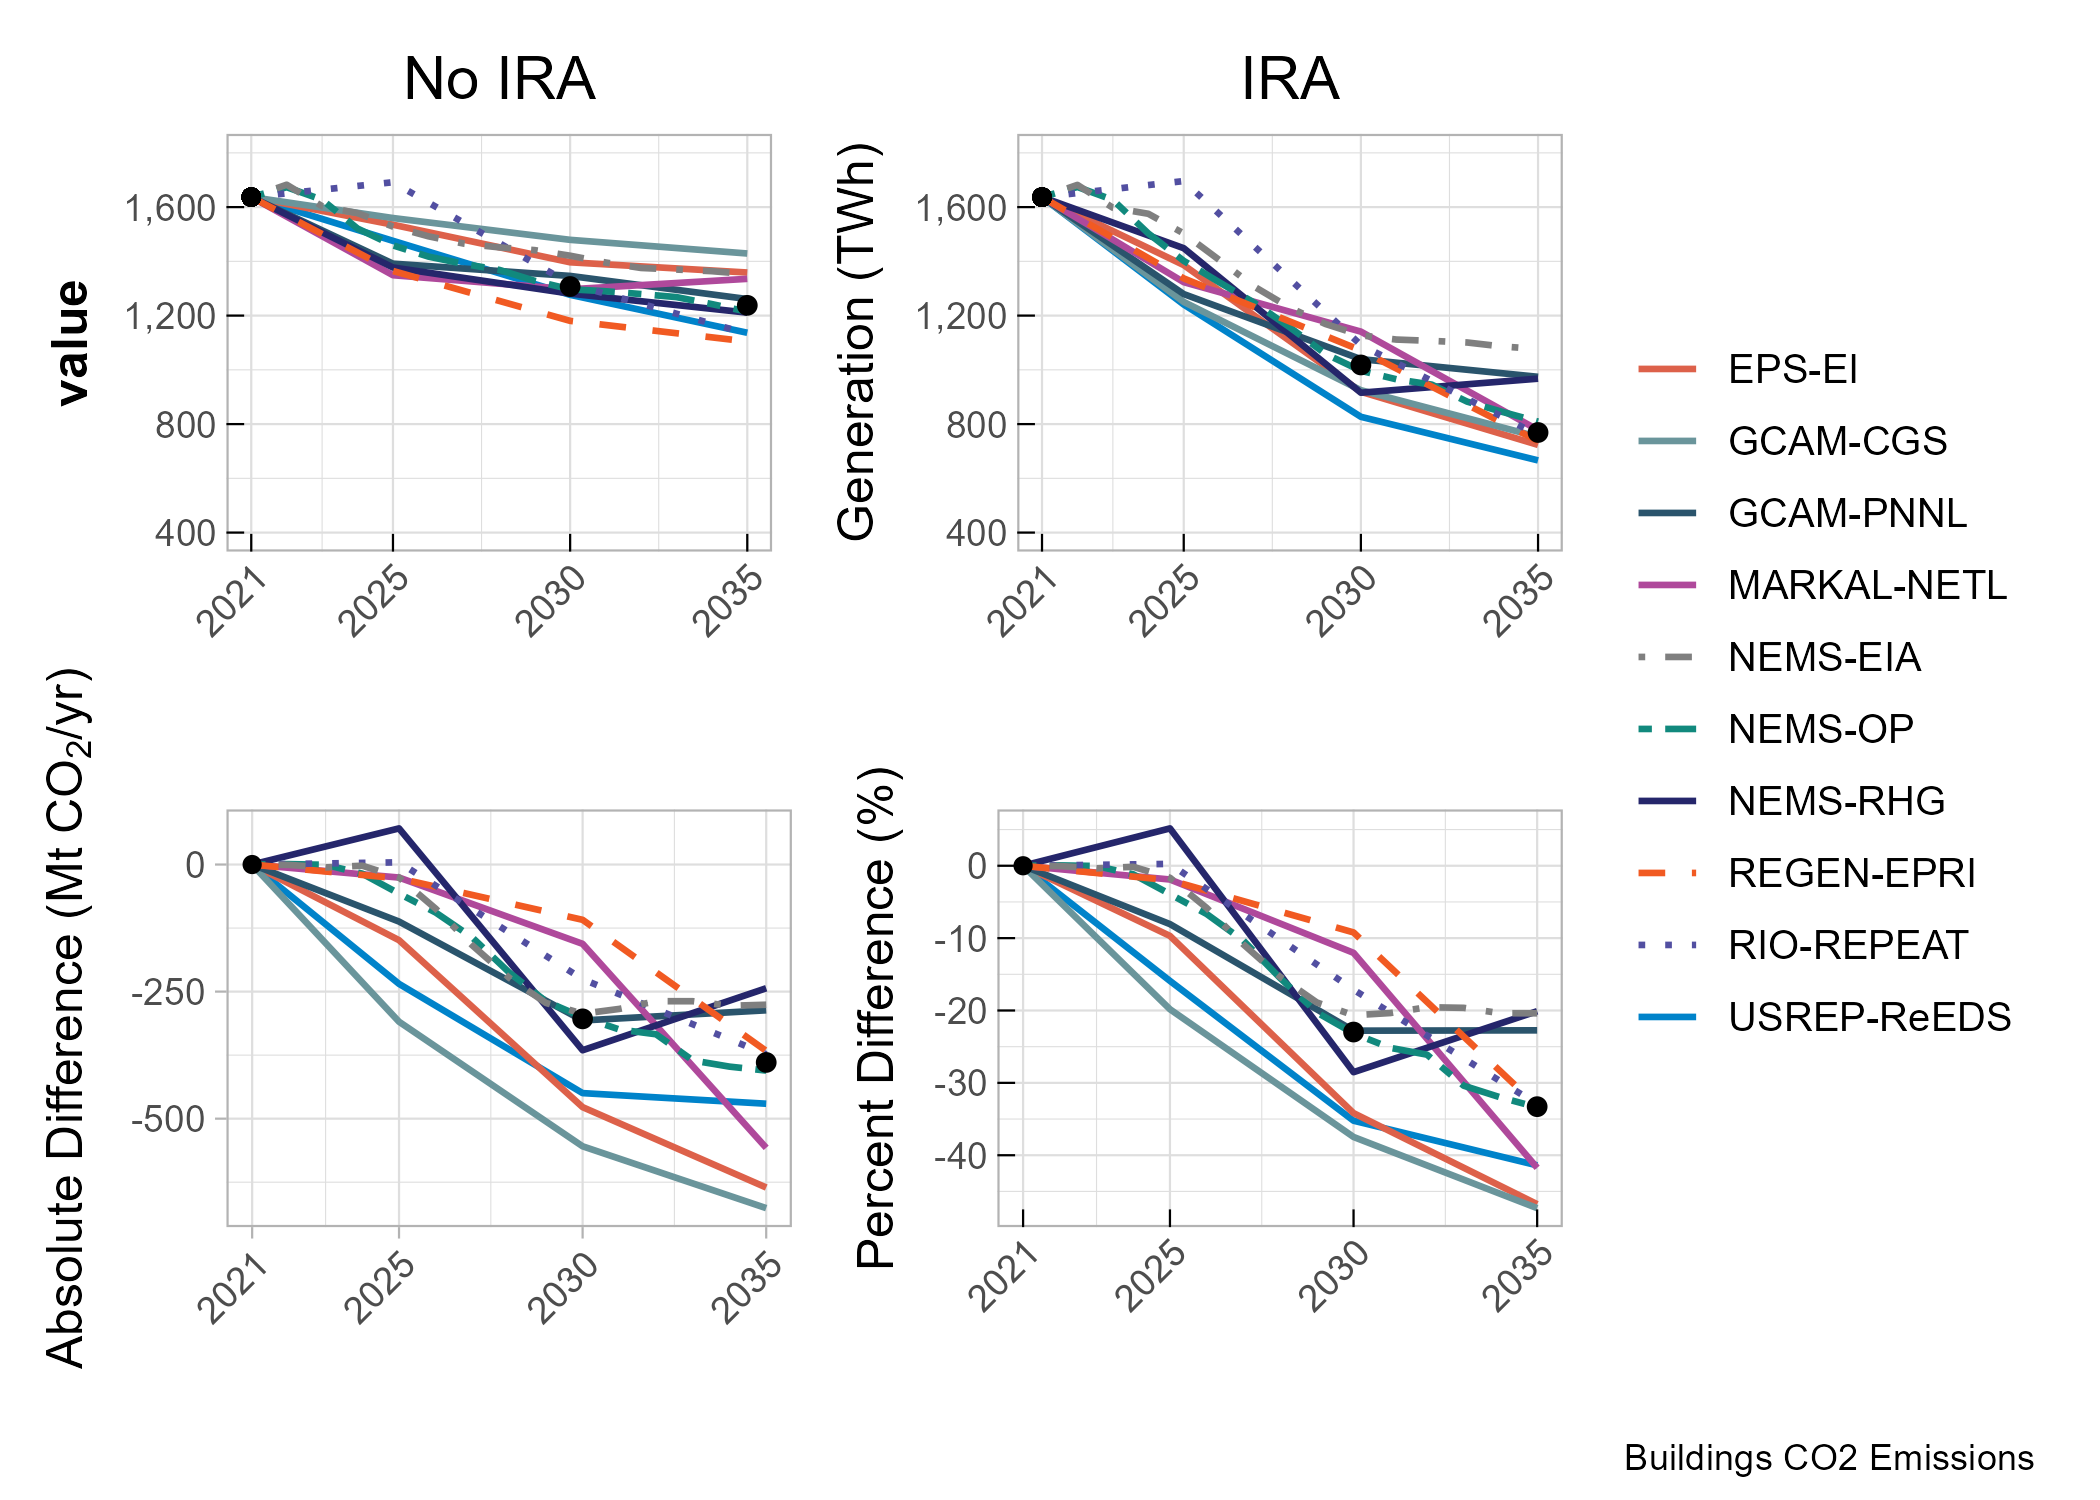 No IRA
IRA
value
1,600
1,200
800
400
2021
2025
2030
2035
Generation (TWh)
1,600
1,200
800
400
2021
2025
2030
2035
Absolute Difference (Mt CO₂/yr)
0
-250
-500
2021
2025
2030
2035
Percent Difference (%)
0
-10
-20
-30
-40
2021
2025
2030
2035
EPS-EI
GCAM-CGS
GCAM-PNNL
MARKAL-NETL
NEMS-EIA
NEMS-OP
NEMS-RHG
REGEN-EPRI
RIO-REPEAT
USREP-ReEDS
Buildings CO2 Emissions